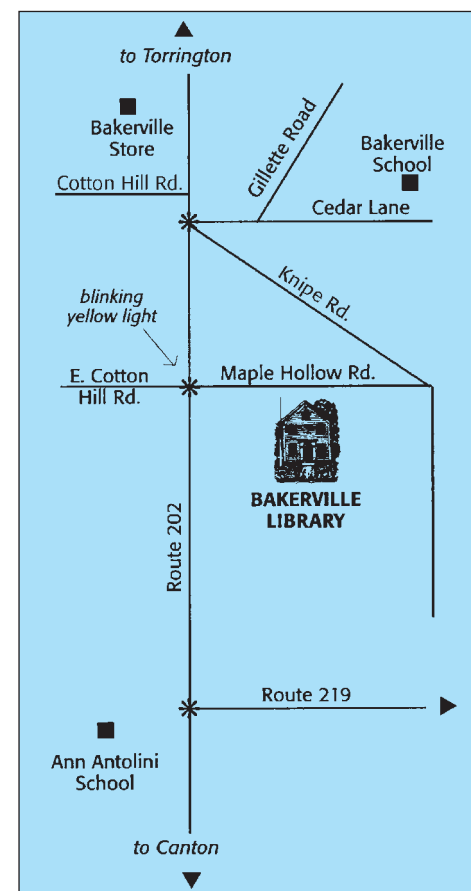 to Torrington
Bakerville
Store
Gillette Road
Bakerville
School
Cotton Hill Rd.
Cedar Lane
Knipe Rd.
blinking
yellow light
E. Cotton
Hill Rd.
Maple Hollow Rd.
BAKERVILLE
LIBRARY
Route 202
Route 219
Ann Antolini
School
to Canton